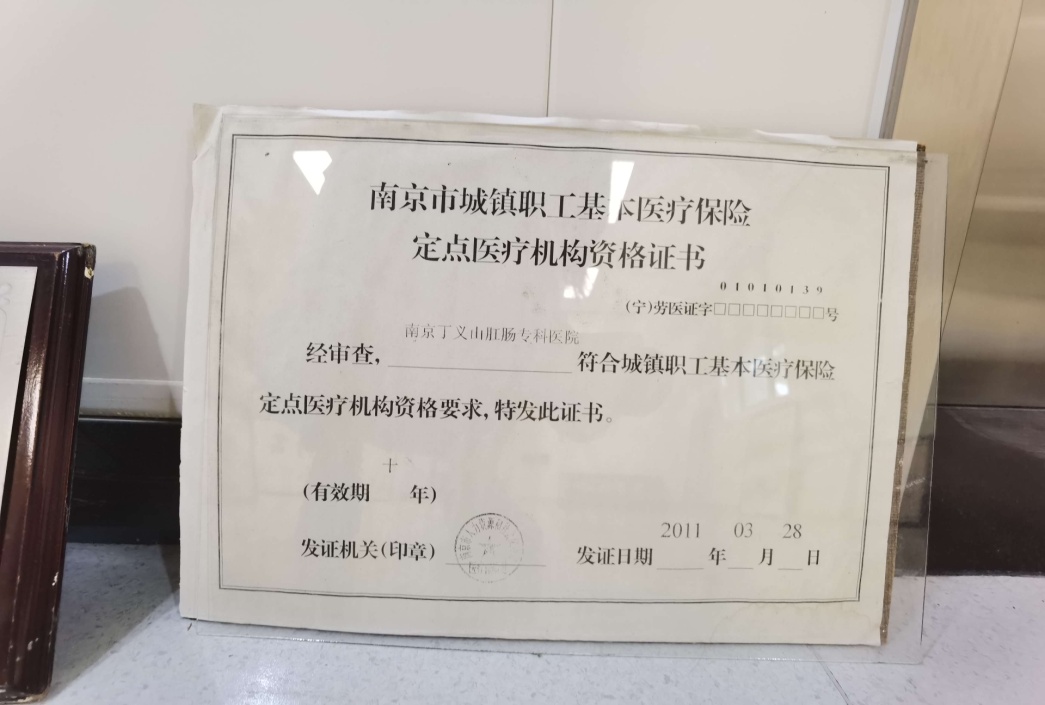 南京市城镇职工基本医疗保险
定点医疗机构资格证书
01010139
(宁)劳医证字□□□□□□□□号
南京丁义山肛肠专科医院
经审查, 符合城镇职工基本医疗保险
定点医疗机构资格要求,特发此证书。
十
(有效期 年)
2011 03 28
发证机关(印章) 发证日期 年 月 日